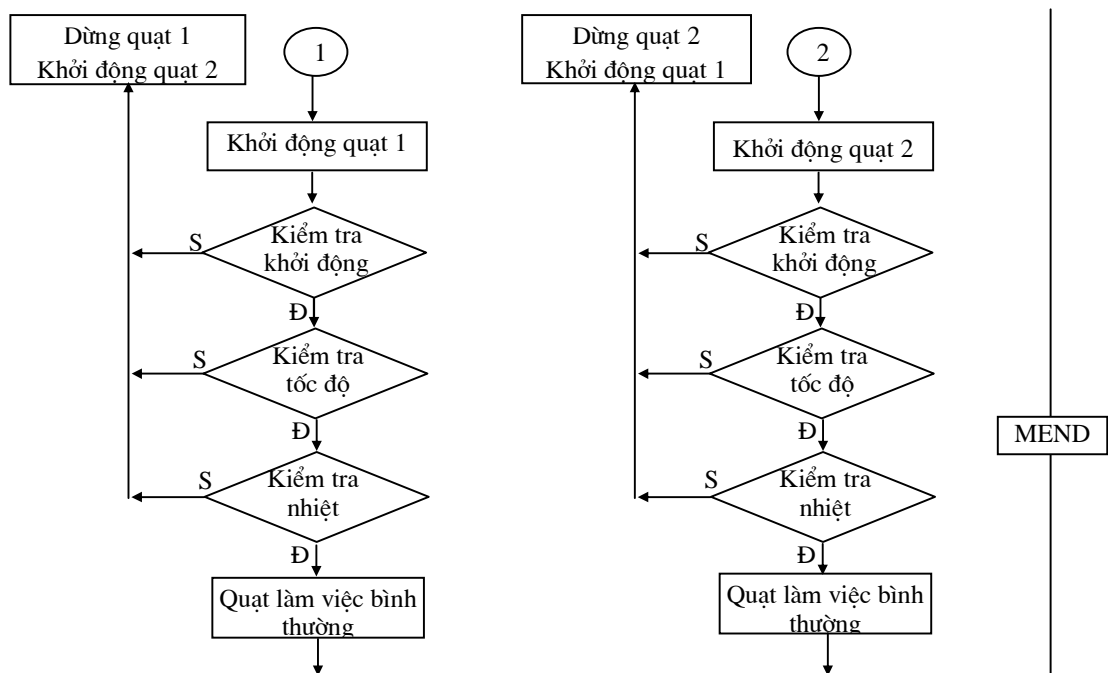 Dừng quạt 1
Khởi động quạt 2
1
Khởi động quạt 1
Kiểm tra
khởi động
S
Đ
Kiểm tra
tốc độ
S
Đ
Kiểm tra
nhiệt
S
Đ
Quạt làm việc bình
thường
Dừng quạt 2
Khởi động quạt 1
2
Khởi động quạt 2
Kiểm tra
khởi động
S
Đ
Kiểm tra
tốc độ
S
Đ
Kiểm tra
nhiệt
S
Đ
Quạt làm việc bình
thường
MEND